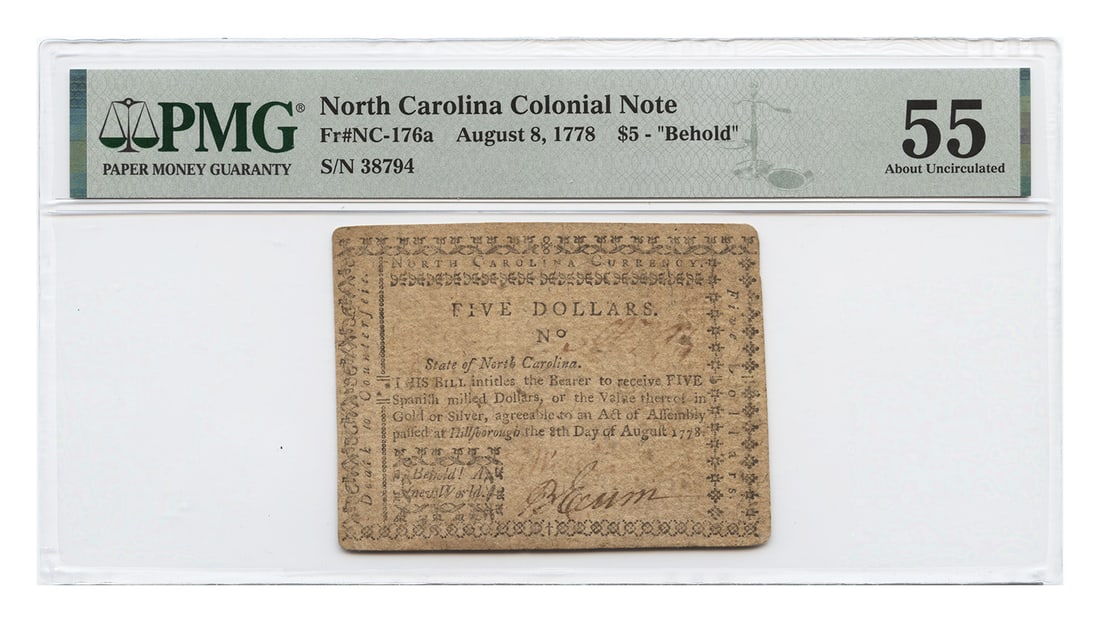 PMG®
PAPER MONEY GUARANTY
North Carolina Colonial Note
Fr#NC-176a August 8, 1778 $5 - "Behold"
S/N 38794
55
About Uncirculated
North Carolina Currency.
FIVE DOLLARS.
No
State of North Carolina.
THIS BILL intitles the Bearer to receive FIVE
Spaniſh milled Dollars, or the Value thereof in
Gold or Silver, agreeable to an Act of Aſſembly
paſſed at Hillſborough the 8th Day of Auguſt 1778.
Behold! A
new World.
Death to Counterfeit.
Five Dollars